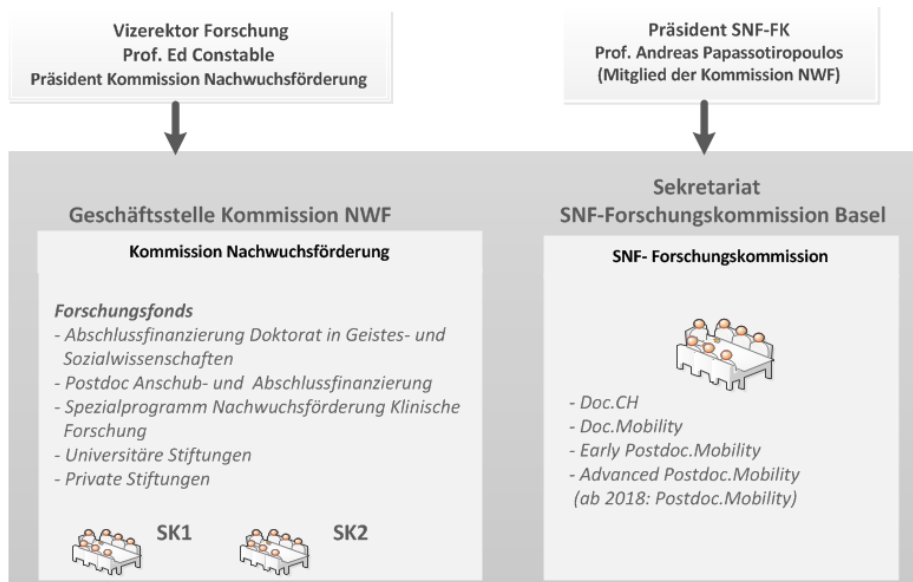 Vizerektor Forschung
Prof. Ed Constable
Präsident Kommission Nachwuchsförderung
Präsident SNF-FK
Prof. Andreas Papassotiropoulos
(Mitglied der Kommission NWF)
Geschäftsstelle Kommission NWF
Kommission Nachwuchsförderung
Forschungsfonds
- Abschlussfinanzierung Doktorat in Geistes- und
Sozialwissenschaften
- Postdoc Anschub- und Abschlussfinanzierung
- Spezialprogramm Nachwuchsförderung Klinische
Forschung
- Universitäre Stiftungen
- Private Stiftungen
SK1
SK2
Sekretariat
SNF-Forschungskommission Basel
SNF- Forschungskommission
- Doc.CH
- Doc.Mobility
- Early Postdoc.Mobility
- Advanced Postdoc.Mobility
(ab 2018: Postdoc.Mobility)